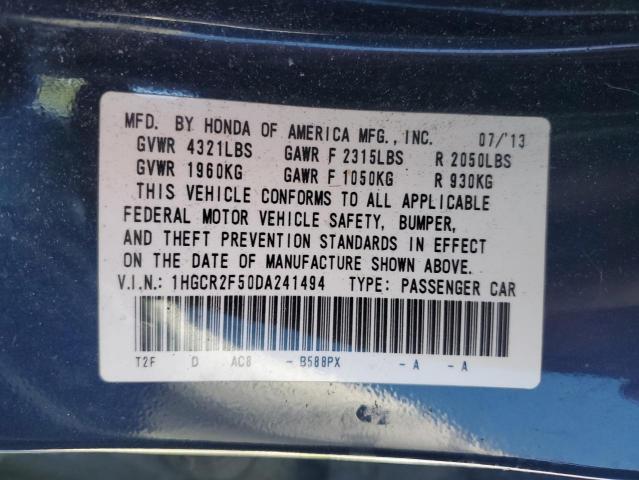 MFD. BY HONDA OF AMERICA MFG., INC. 07/'13
GVWR 4321LBS GAWR F 2315LBS R 2050LBS
GVWR 1960KG GAWR F 1050KG R 930KG
THIS VEHICLE CONFORMS TO ALL APPLICABLE
FEDERAL MOTOR VEHICLE SAFETY, BUMPER,
AND THEFT PREVENTION STANDARDS IN EFFECT
ON THE DATE OF MANUFACTURE SHOWN ABOVE.
V.I.N.: 1HGCR2F50DA241494 TYPE: PASSENGER CAR
T2F D AC8 - B588PX - A - A